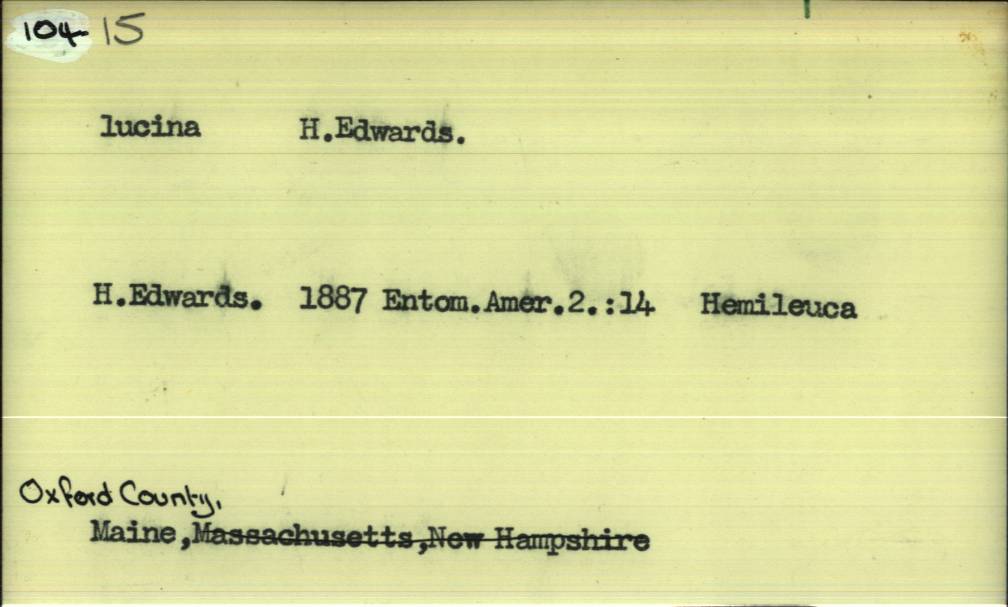 104-15
lucina H.Edwards.
H.Edwards. 1887 Entom.Amer.2.:14 Hemileuca
Oxford County,
Maine,Massachusetts,New Hampshire